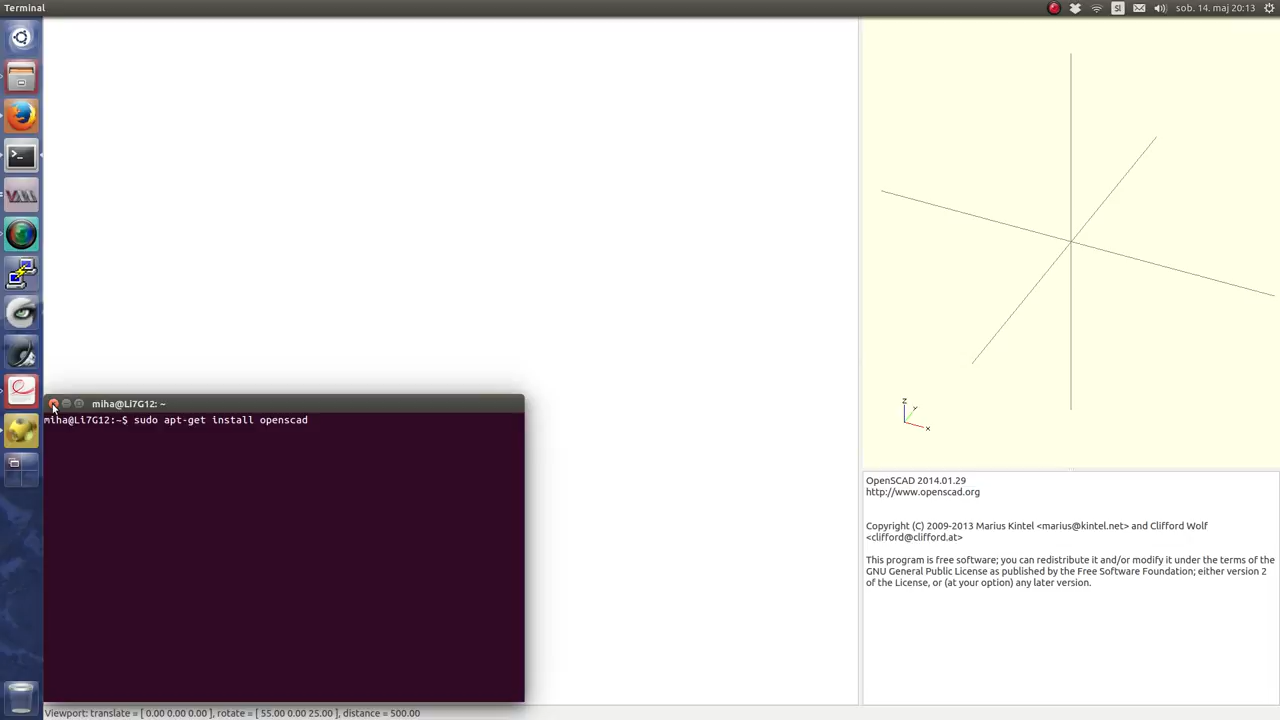 Terminal
Sl
sob. 14. maj 20:13
miha@Li7G12: ~
miha@Li7G12:~$ sudo apt-get install openscad
z
y
x
OpenSCAD 2014.01.29
http://www.openscad.org
Copyright (C) 2009-2013 Marius Kintel <marius@kintel.net> and Clifford Wolf
<clifford@clifford.at>
This program is free software; you can redistribute it and/or modify it under the terms of the
GNU General Public License as published by the Free Software Foundation; either version 2
of the License, or (at your option) any later version.
Viewport: translate = [ 0.00 0.00 0.00 ], rotate = [ 55.00 0.00 25.00 ], distance = 500.00